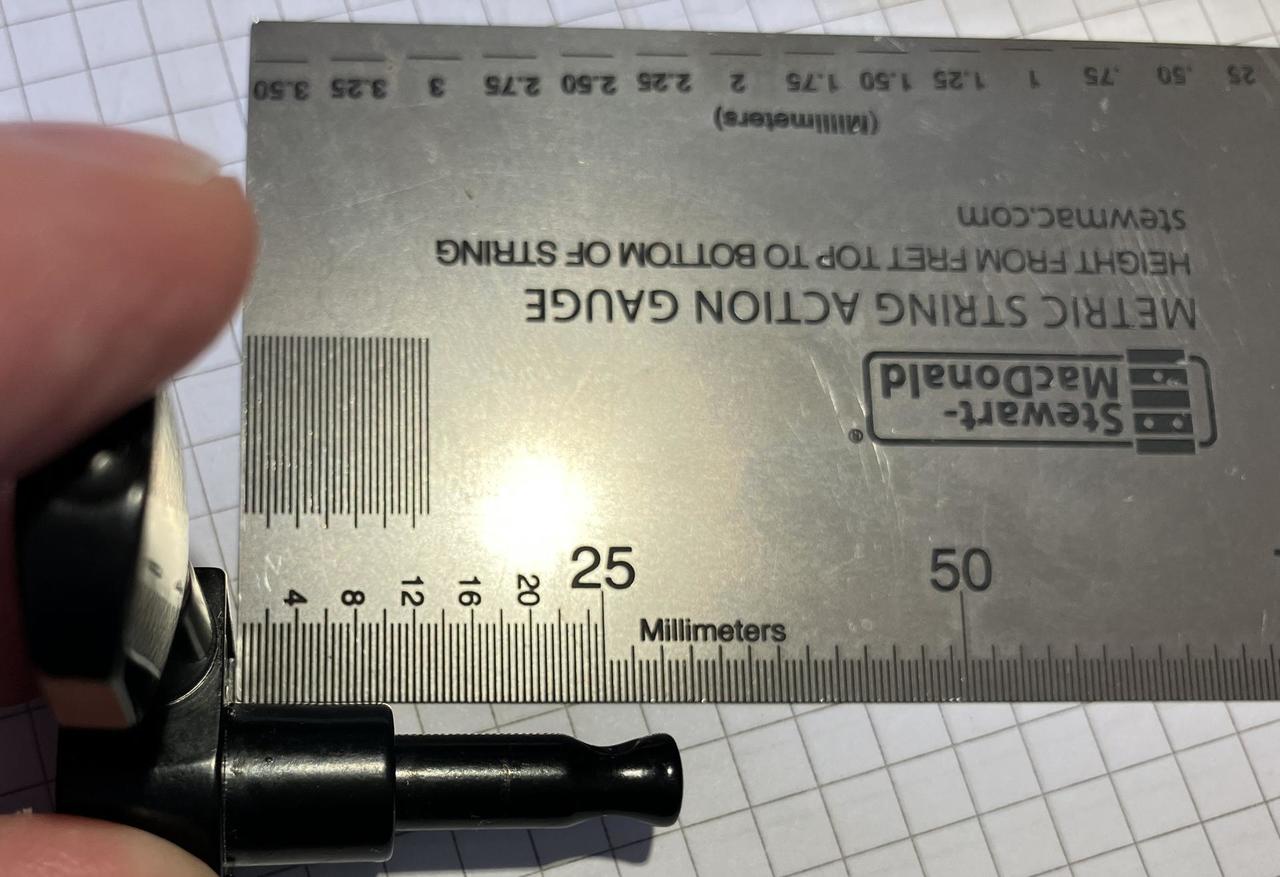 3.50 3.25 3 2.75 2.50 2.25 2 1.75 1.50 1.25 1 .75 .50 25
(Millimeters)
stewmac.com
HEIGHT FROM FRET TOP TO BOTTOM OF STRING
METRIC STRING ACTION GAUGE
Stewart-
MacDonald
®
25 50
4 8 12 16 20
Millimeters